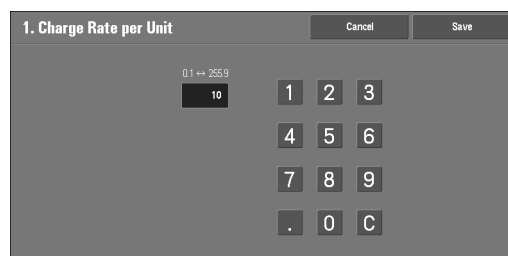 1. Charge Rate per Unit
Cancel
Save
0.1 ↔ 255.9
10
1 2 3
4 5 6
7 8 9
. 0 C